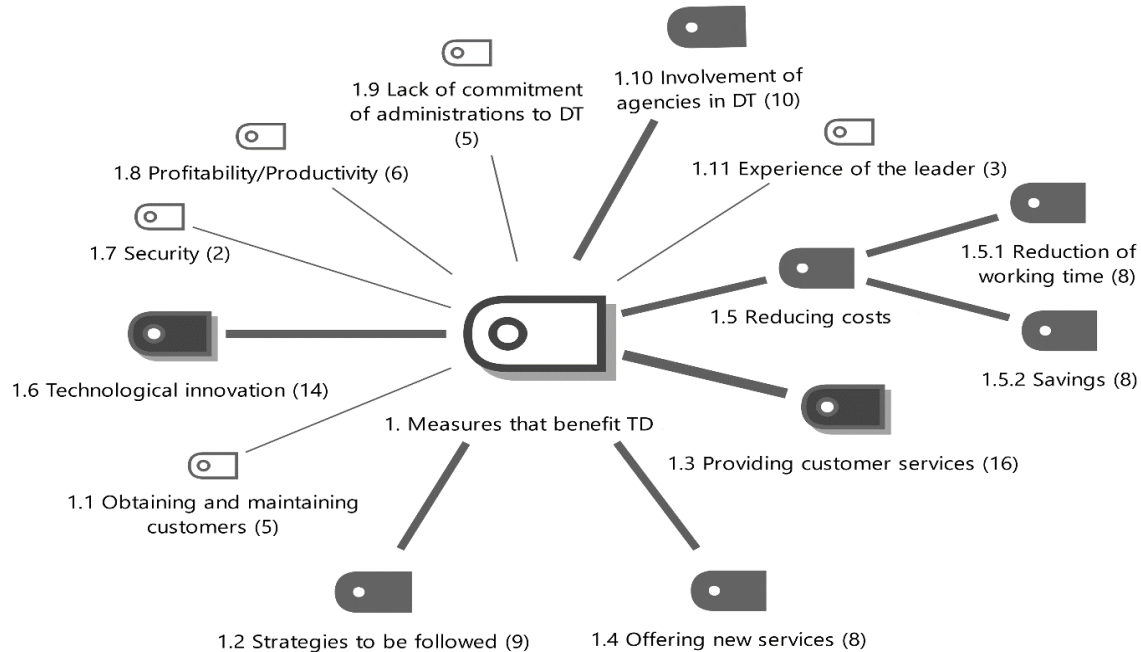 1.9 Lack of commitment
of administrations to DT
(5)
1.10 Involvement of
agencies in DT (10)
1.8 Profitability/Productivity (6)
1.11 Experience of the leader (3)
1.7 Security (2)
1.5.1 Reduction of
working time (8)
1.5 Reducing costs
1.6 Technological innovation (14)
1.5.2 Savings (8)
1. Measures that benefit TD
1.3 Providing customer services (16)
1.1 Obtaining and maintaining
customers (5)
1.2 Strategies to be followed (9)
1.4 Offering new services (8)